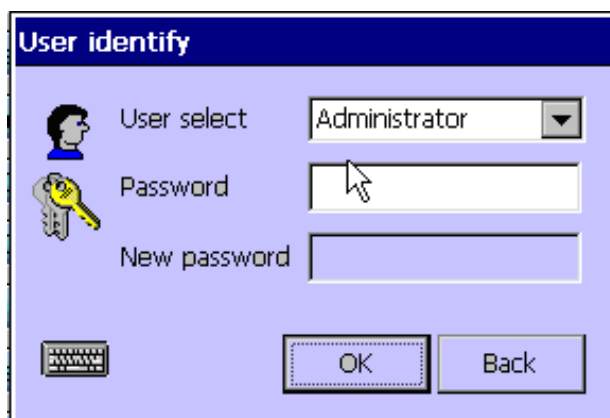 User identify
User select Administrator
Password
New password
OK Back